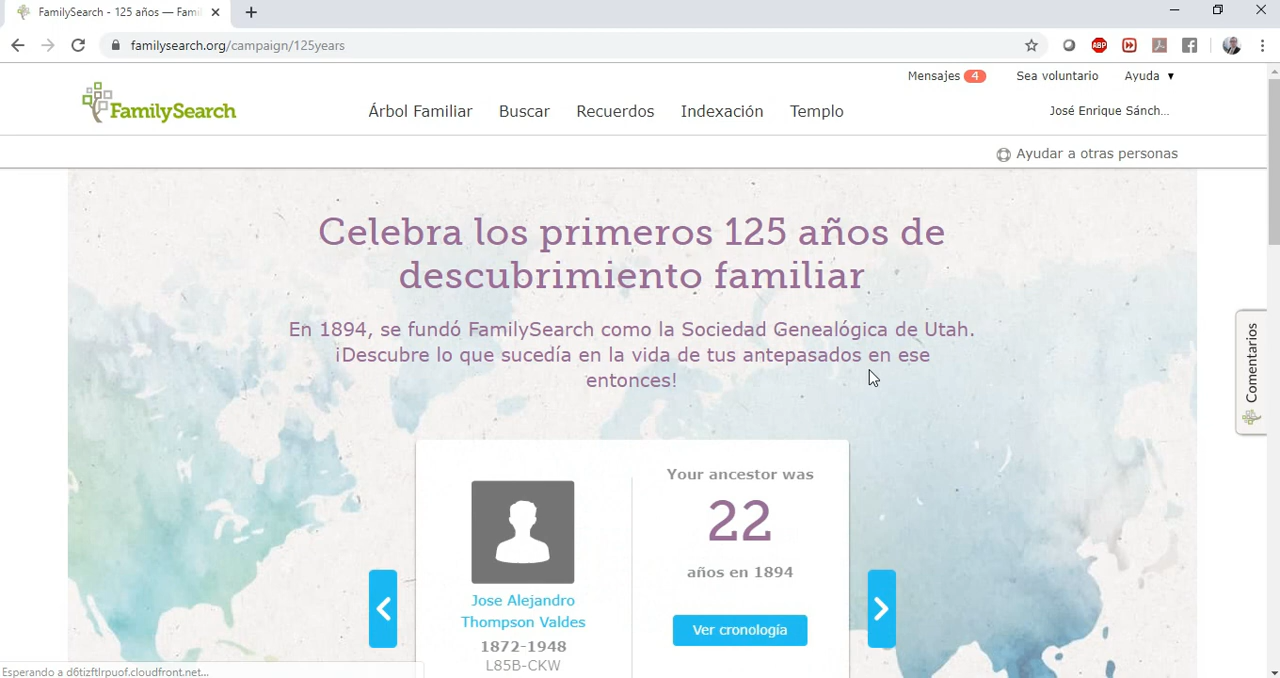 FamilySearch - 125 años — Fami
familysearch.org/campaign/125years
ABP
Mensajes 4 Sea voluntario Ayuda ▼
FamilySearch Árbol Familiar Buscar Recuerdos Indexación Templo José Enrique Sánch...
Ayudar a otras personas
Celebra los primeros 125 años de
descubrimiento familiar
En 1894, se fundó FamilySearch como la Sociedad Genealógica de Utah.
¡Descubre lo que sucedía en la vida de tus antepasados en ese
entonces!
Comentarios
Your ancestor was
22
años en 1894
Ver cronología
Jose Alejandro
Thompson Valdes
1872-1948
L85B-CKW
Esperando a d6tizftlrpuof.cloudfront.net...